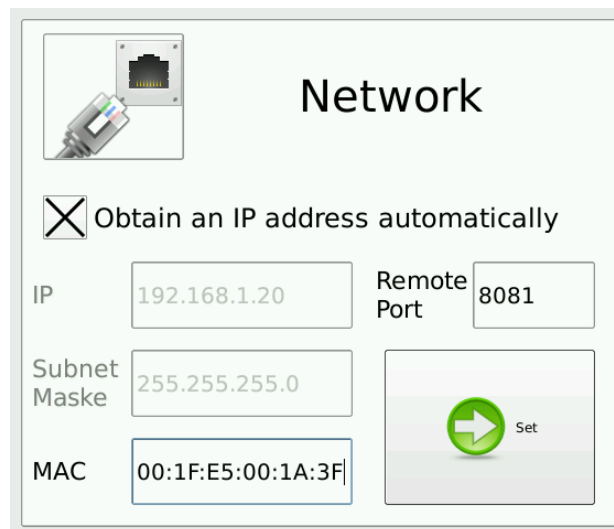 Network
Obtain an IP address automatically
IP
192.168.1.20
Remote
Port
8081
Subnet
Maske
255.255.255.0
MAC
00:1F:E5:00:1A:3F
Set